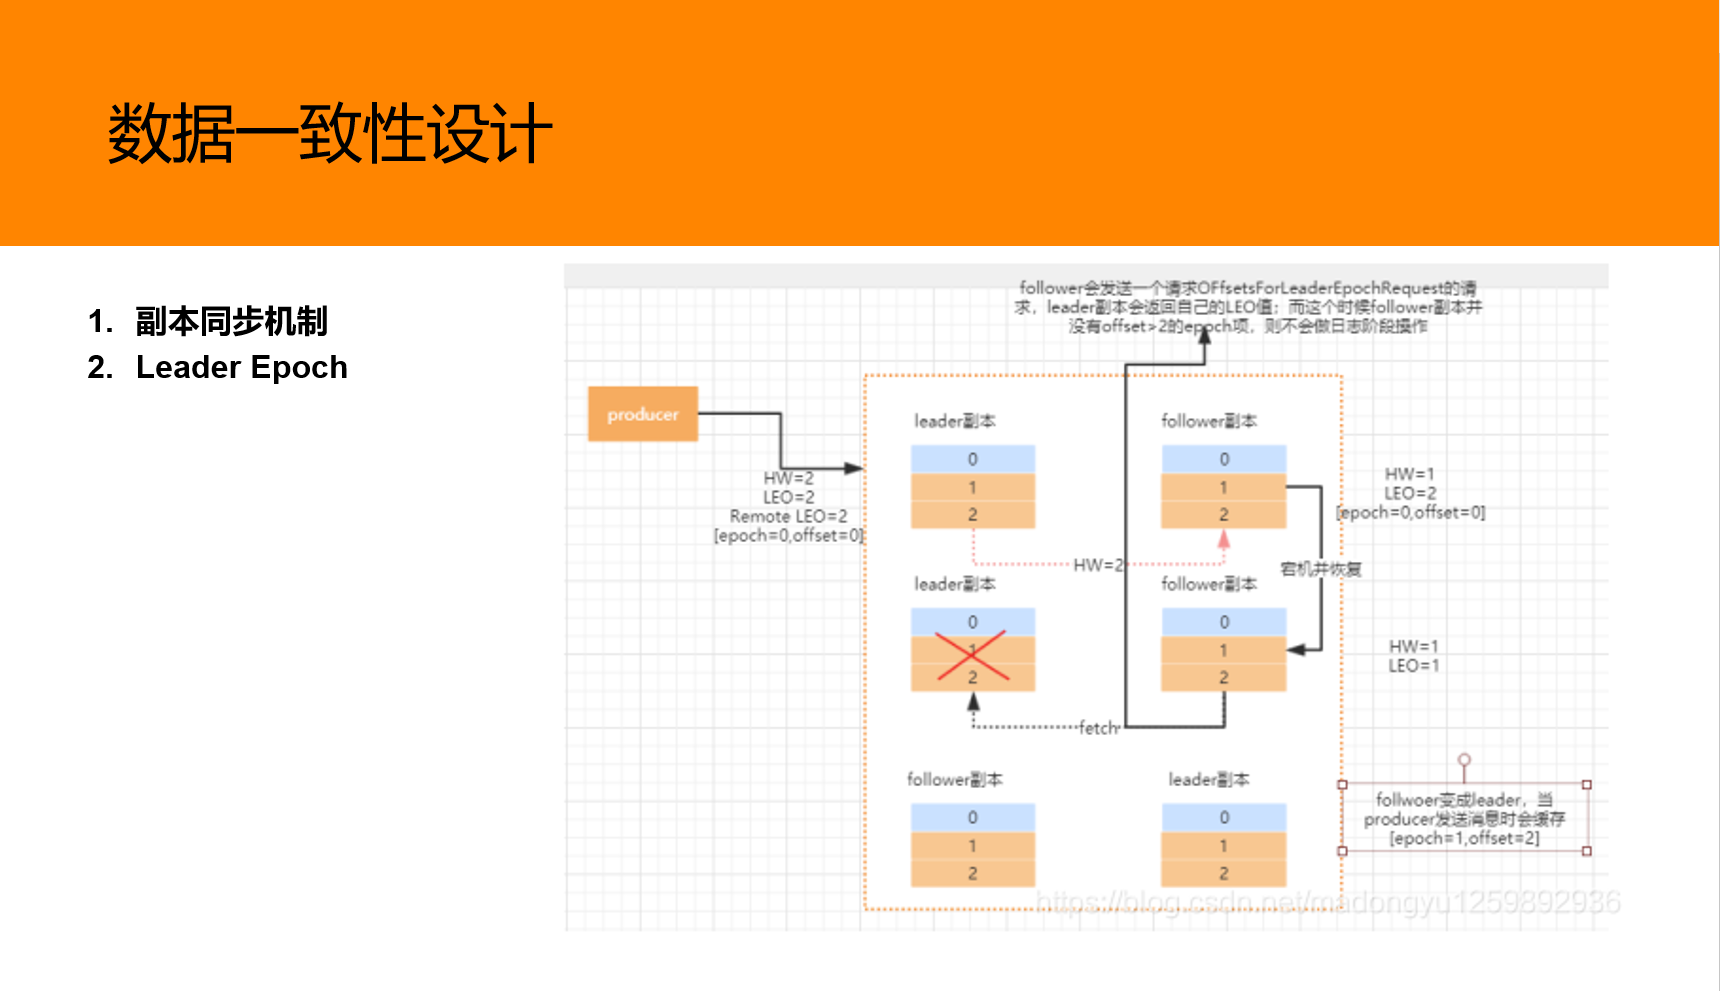 数据一致性设计
1. 副本同步机制
2. Leader Epoch
follower会发送一个请求OFfsetsForLeaderEpochRequest的请
求，leader副本会返回自己的LEO值；而这个时候follower副本并
没有offset>2的epoch项，则不会做日志阶段操作
producer
HW=2
LEO=2
Remote LEO=2
[epoch=0,offset=0]
leader副本
0
1
2
follower副本
0
1
2
HW=1
LEO=2
[epoch=0,offset=0]
HW=2
宕机并恢复
leader副本
0
1
2
follower副本
0
1
2
HW=1
LEO=1
fetch
follower副本
0
1
2
leader副本
0
1
2
follwoer变成leader，当
producer发送消息时会缓存
[epoch=1,offset=2]
https://blog.csdn.net/madongyu1259892936